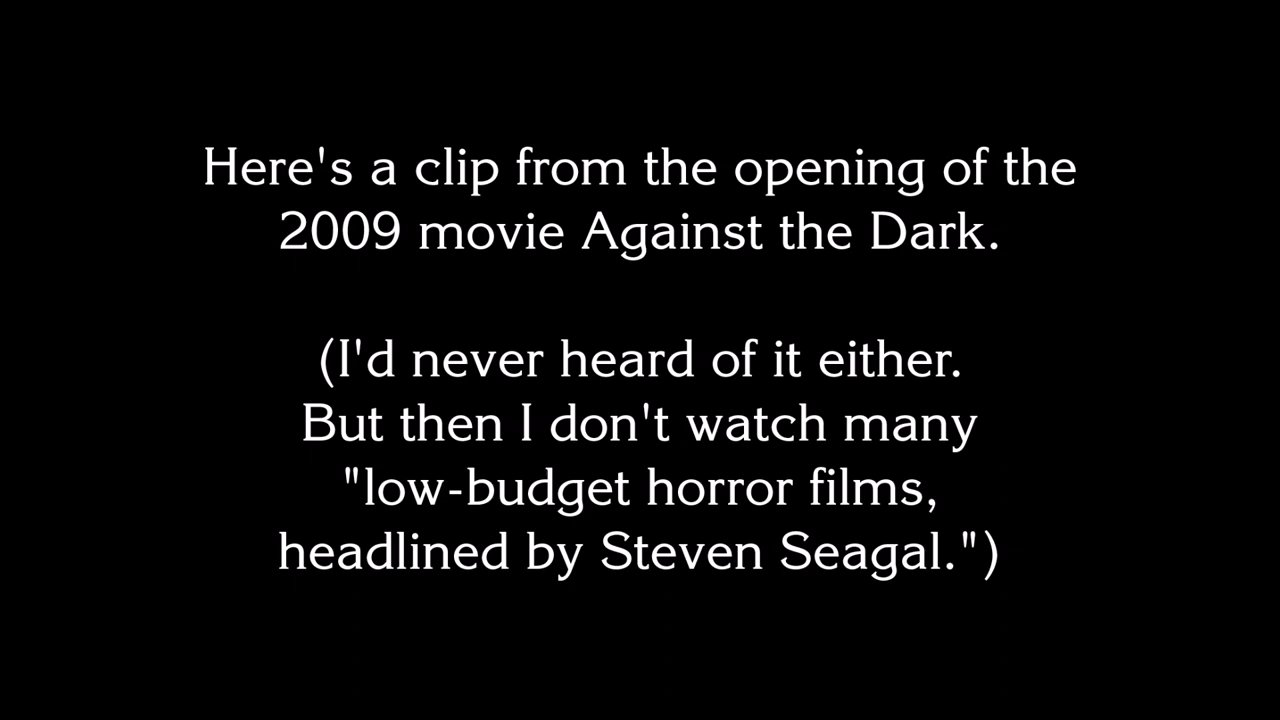 Here's a clip from the opening of the
2009 movie Against the Dark.
(I'd never heard of it either.
But then I don't watch many
"low-budget horror films,
headlined by Steven Seagal.")